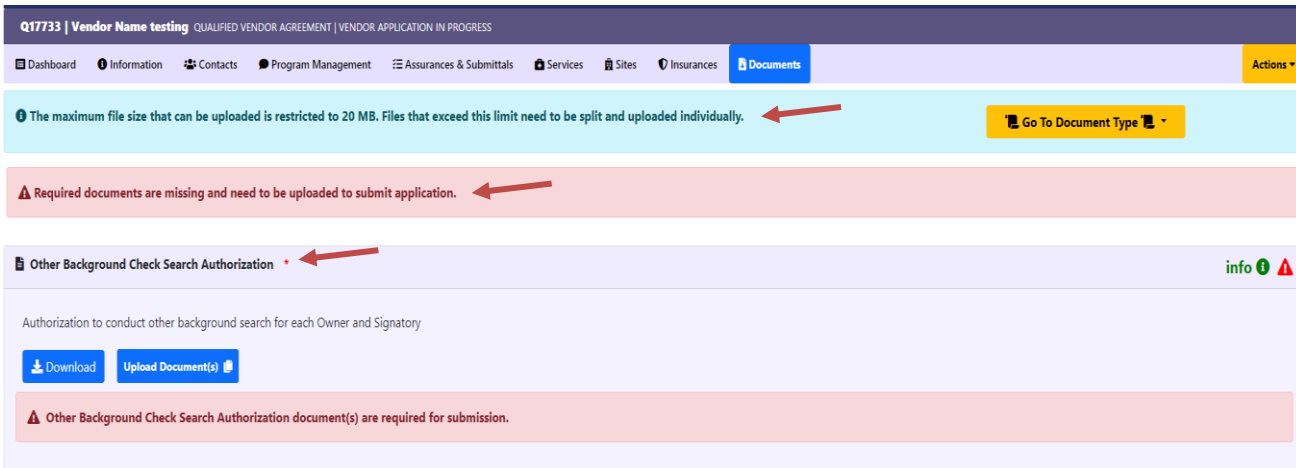 Q17733 | Vendor Name testing QUALIFIED VENDOR AGREEMENT | VENDOR APPLICATION IN PROGRESS
Dashboard Information Contacts Program Management Assurances & Submittals Services Sites Insurances Documents Actions
The maximum file size that can be uploaded is restricted to 20 MB. Files that exceed this limit need to be split and uploaded individually.
Go To Document Type
Required documents are missing and need to be uploaded to submit application.
Other Background Check Search Authorization *
info
Authorization to conduct other background search for each Owner and Signatory
Download Upload Document(s)
Other Background Check Search Authorization document(s) are required for submission.